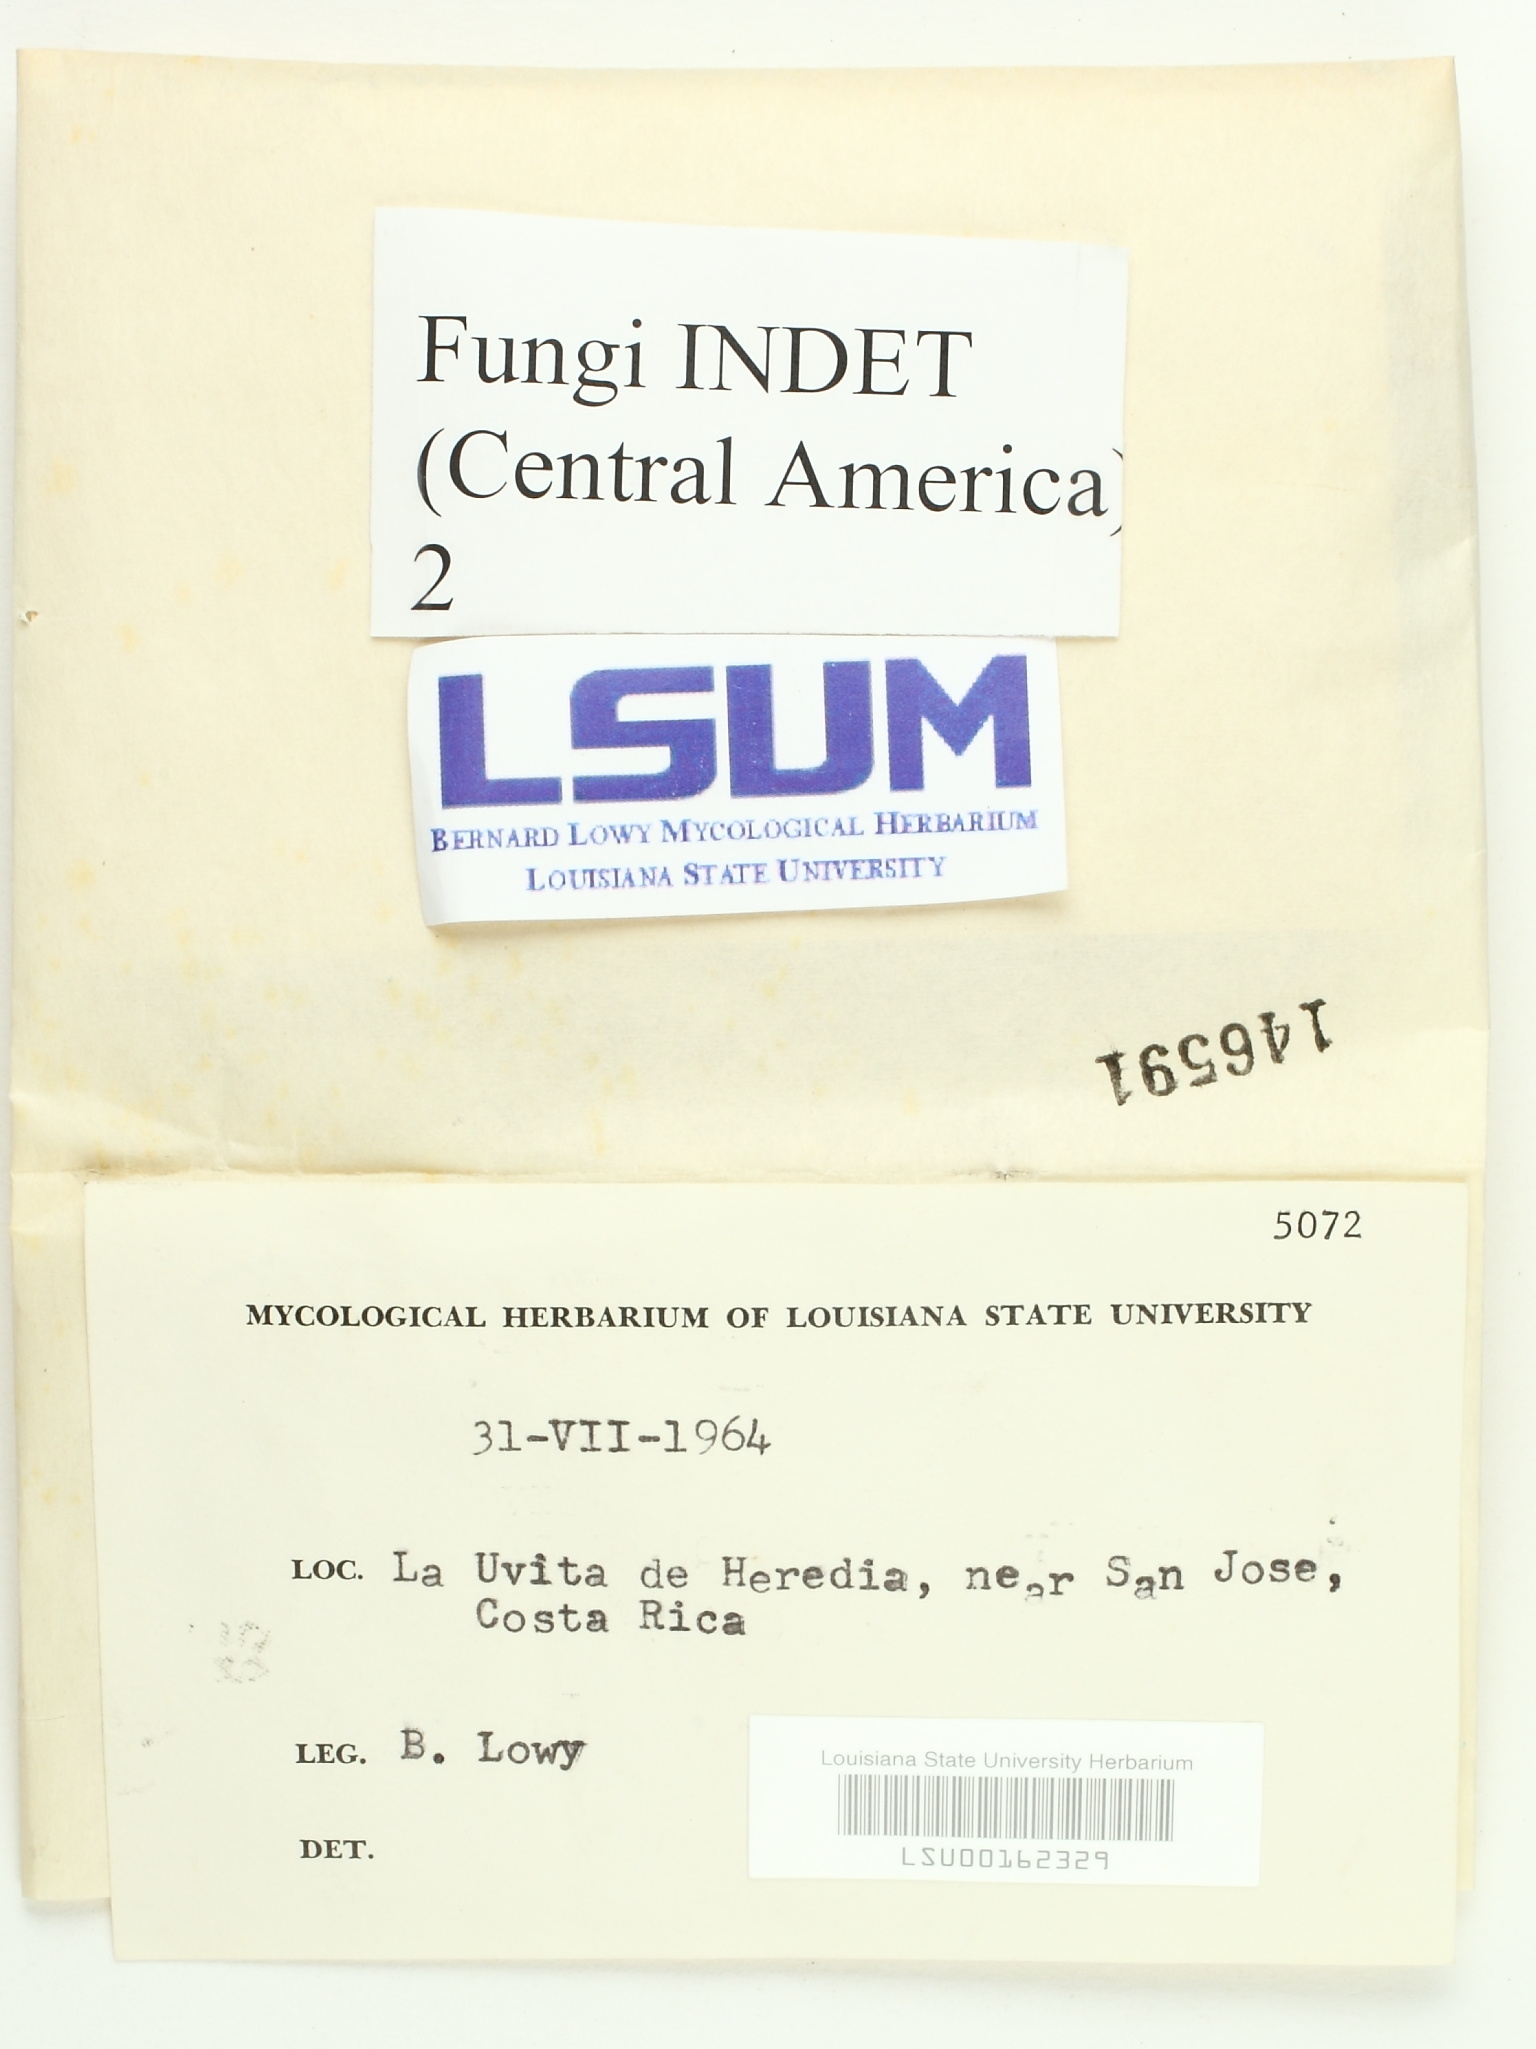 Fungi INDET
(Central America)
2
LSUM
BERNARD LOWY MYCOLOGICAL HERBARIUM
LOUISIANA STATE UNIVERSITY
146591
5072
MYCOLOGICAL HERBARIUM OF LOUISIANA STATE UNIVERSITY
31-VII-1964
LOC. La Uvita de Heredia, near San Jose,
Costa Rica
LEG. B. Lowy
Louisiana State University Herbarium
LSU00162329
DET.